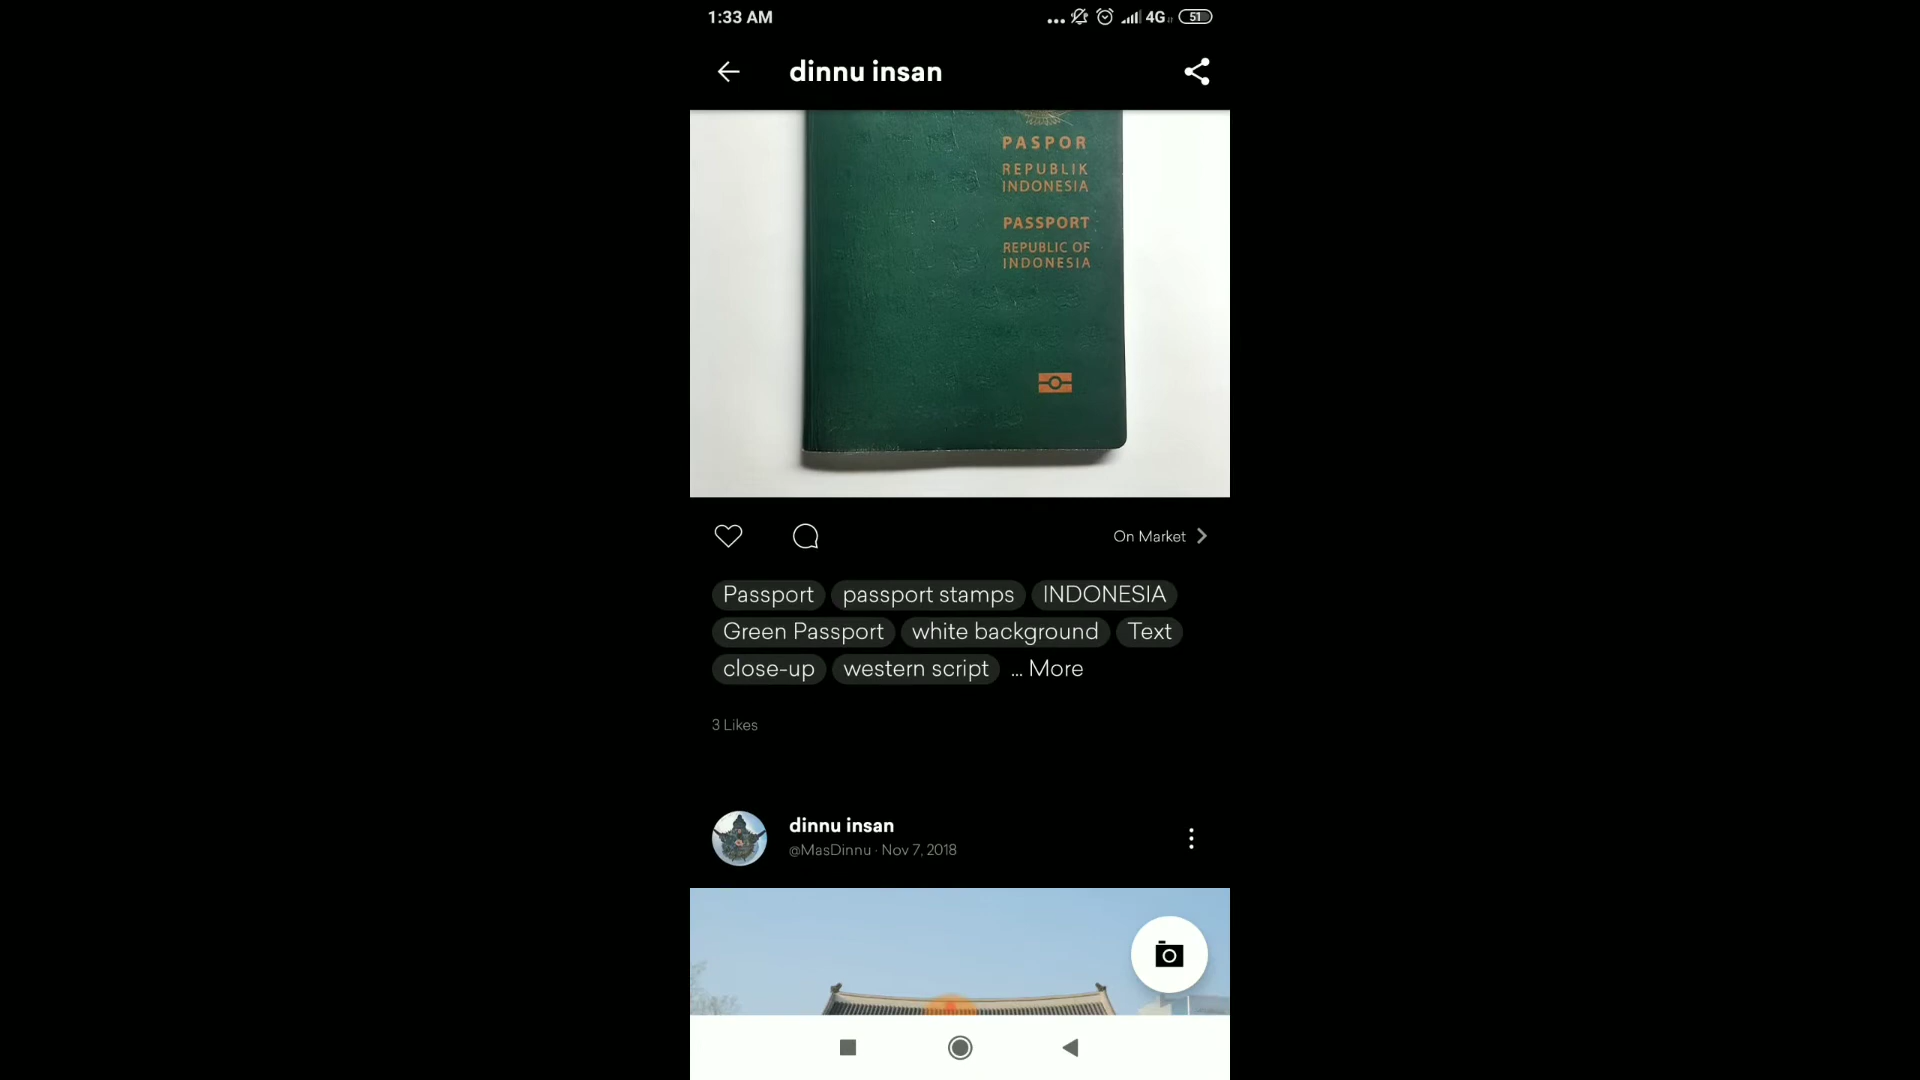 1:33 AM
4G
51
dinnu insan
PASPOR
REPUBLIK
INDONESIA
PASSPORT
REPUBLIC OF
INDONESIA
On Market
Passport passport stamps INDONESIA
Green Passport white background Text
close-up western script ... More
3 Likes
dinnu insan
@MasDinnu · Nov 7, 2018